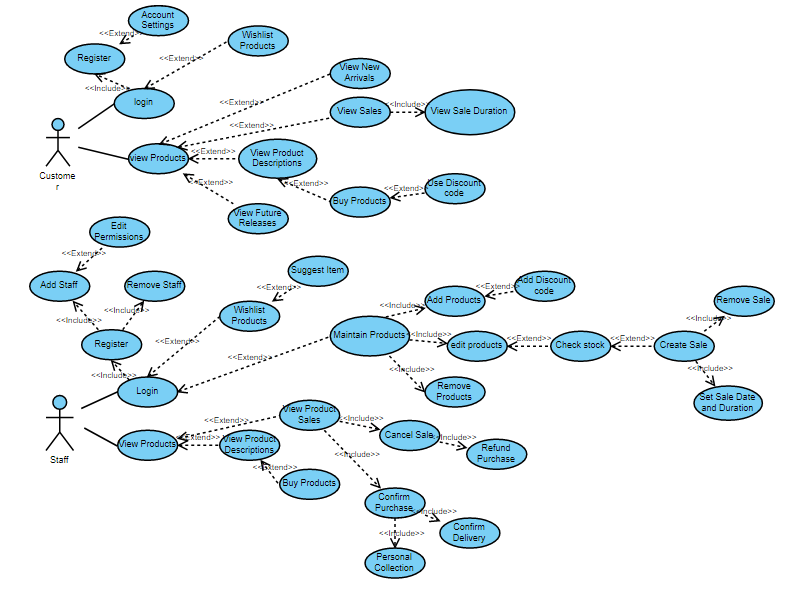 Account
Settings
<<Extend>>
Wishlist
Products
Register
<<Extend>>
View New
Arrivals
<<Include>>
login
<<Extend>>
View Sales
<<Include>>
View Sale Duration
<<Extend>>
Custome
r
view Products
<<Extend>>
View Product
Descriptions
<<Extend>>
<<Extend>>
Buy Products
<<Extend>>
Use Discount
code
View Future
Releases
Edit
Permissions
<<Extend>>
Add Staff
Remove Staff
Suggest Item
<<Extend>>
<<Include>>
<<Include>>
Wishlist
Products
Add Products
<<Extend>>
Add Discount
code
<<Include>>
Remove Sale
Register
<<Extend>>
Maintain Products
<<Include>>
edit products
<<Extend>>
Check stock
<<Extend>>
Create Sale
<<Include>>
<<Extend>>
<<Include>>
<<Include>>
<<Include>>
Login
Remove
Products
Set Sale Date
and Duration
Staff
View Products
<<Extend>>
<<Extend>>
View Product
Sales
<<Include>>
Cancel Sale
<<Include>>
Refund
Purchase
View Product
Descriptions
<<Include>>
<<Extend>>
Buy Products
Confirm
Purchase
<<Include>>
Confirm
Delivery
<<Include>>
Personal
Collection